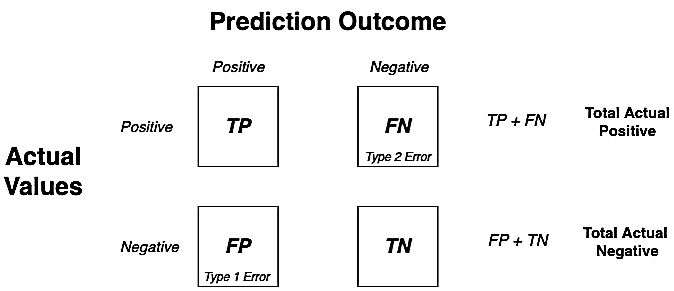 Prediction Outcome
Positive
Negative
Positive
TP
FN
Type 2 Error
TP + FN
Total Actual
Positive
Actual
Values
Negative
FP
Type 1 Error
TN
FP + TN
Total Actual
Negative